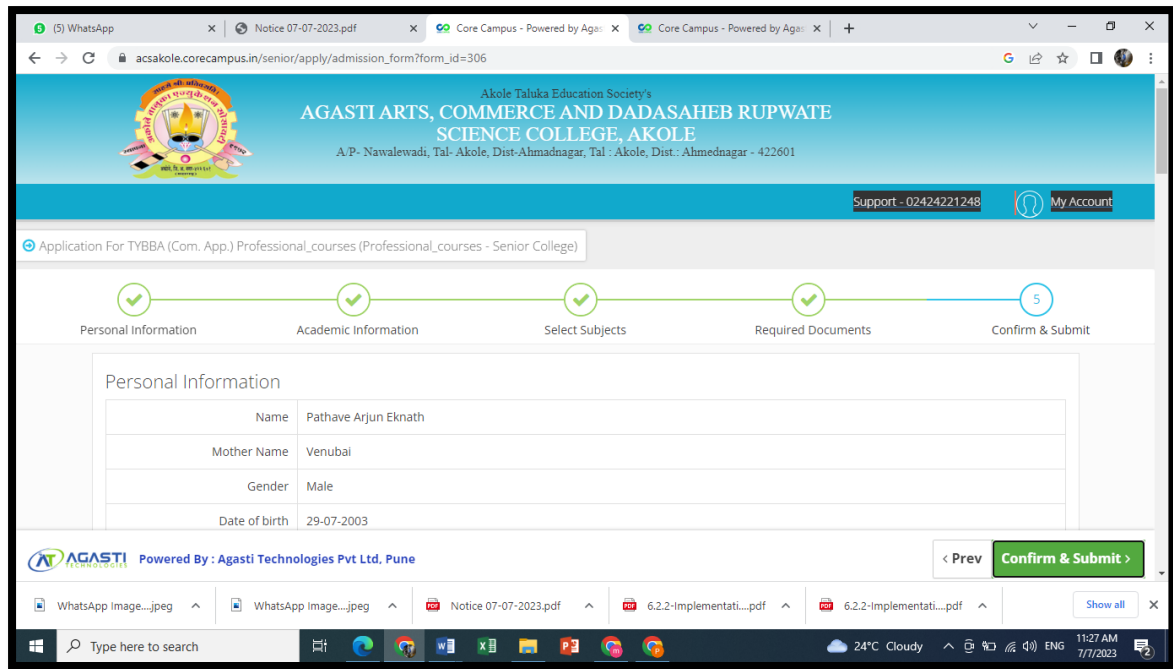 (5) WhatsApp
Notice 07-07-2023.pdf
Core Campus - Powered by Agas
Core Campus - Powered by Agas
acsakole.corecampus.in/senior/apply/admission_form?form_id=306
Akole Taluka Education Society's
AGASTI ARTS, COMMERCE AND DADASAHEB RUPWATE
SCIENCE COLLEGE, AKOLE
A/P- Nawalewadi, Tal- Akole, Dist-Ahmadnagar, Tal : Akole, Dist.: Ahmednagar - 422601
Support - 02424221248 My Account
Application For TYBBA (Com. App.) Professional_courses (Professional_courses - Senior College)
5
Personal Information Academic Information Select Subjects Required Documents Confirm & Submit
Personal Information
Name Pathave Arjun Eknath
Mother Name Venubai
Gender Male
Date of birth 29-07-2003
AGASTI
TECHNOLOGIES
Powered By : Agasti Technologies Pvt Ltd, Pune
< Prev Confirm & Submit >
WhatsApp Image....jpeg WhatsApp Image....jpeg Notice 07-07-2023.pdf 6.2.2-Implementati....pdf 6.2.2-Implementati....pdf Show all
Type here to search
24°C Cloudy ENG
11:27 AM
7/7/2023
2